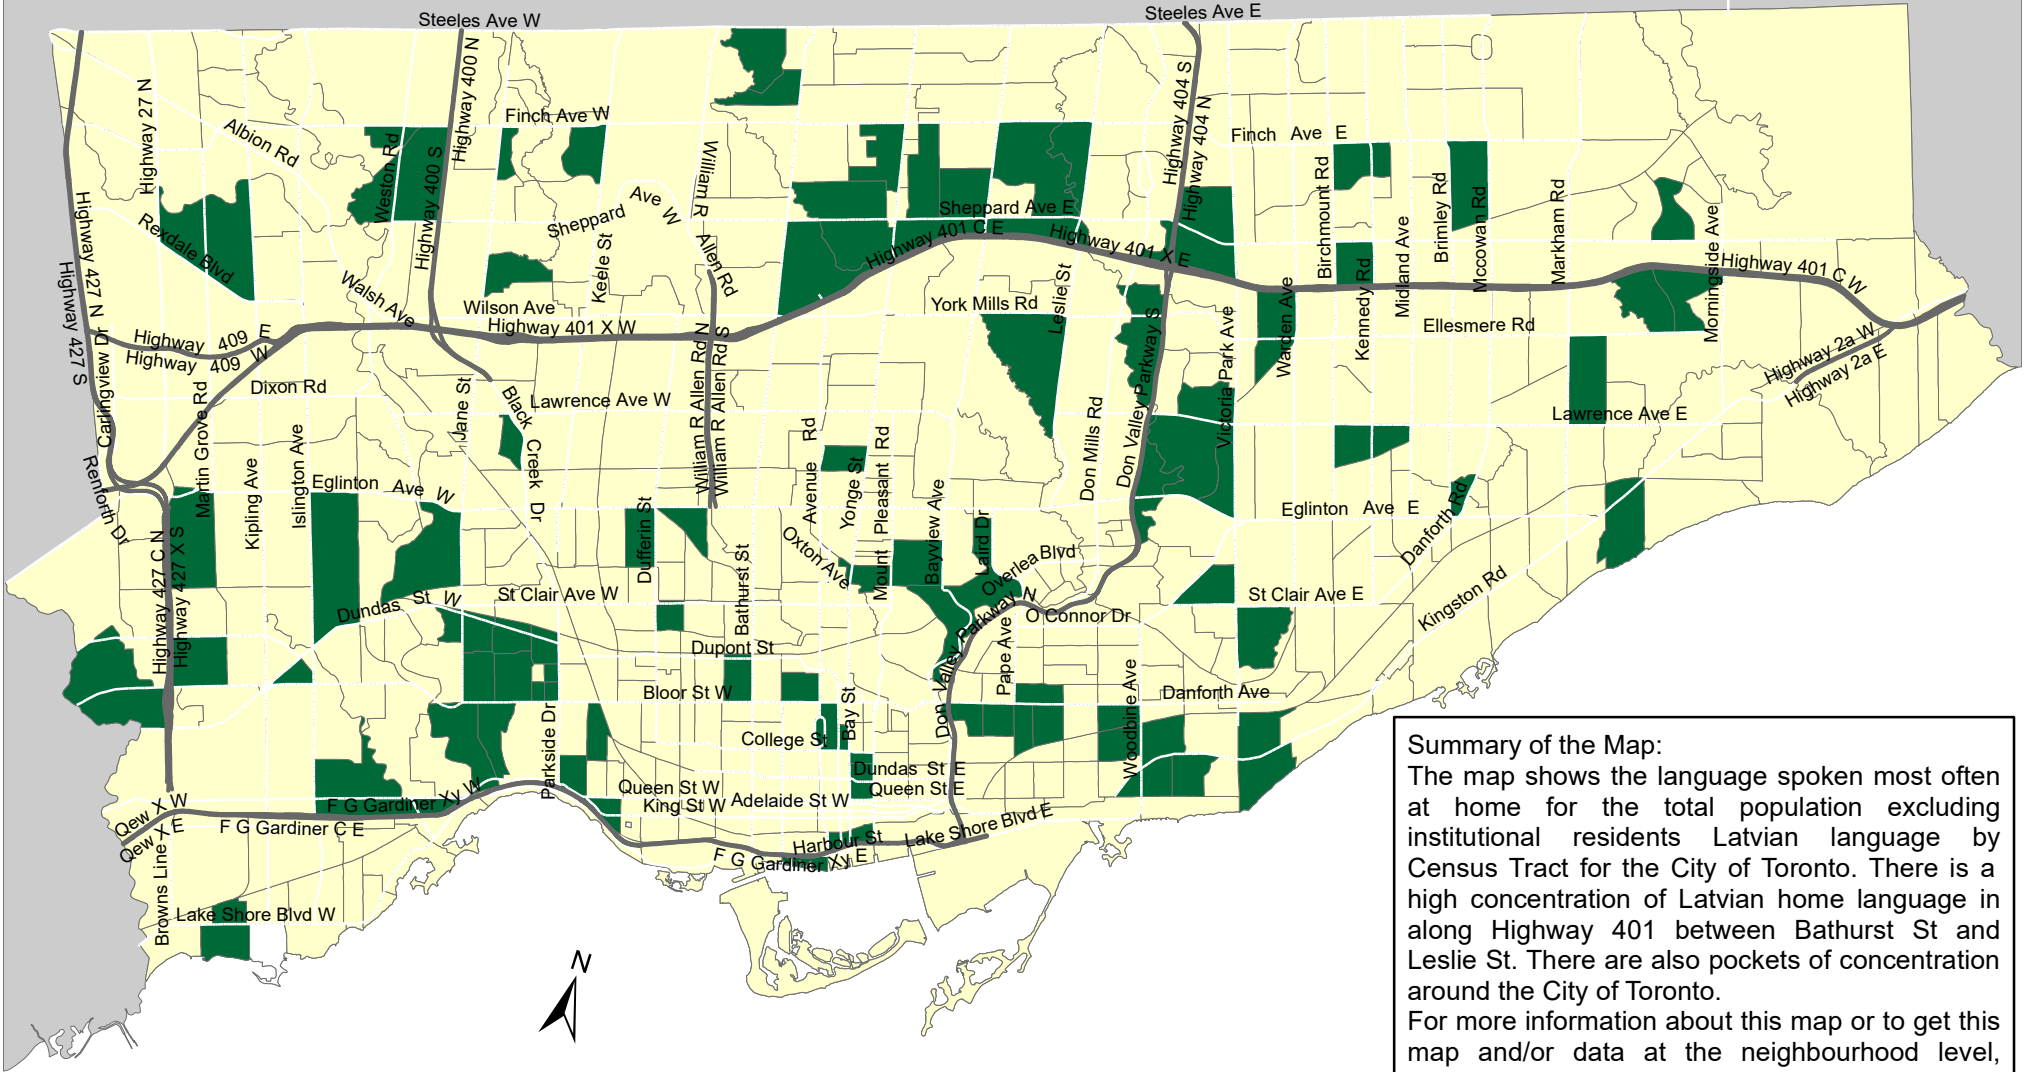 Steeles Ave W
Steeles Ave E
Highway 27 N
Albion Rd
Weston Rd
Highway 400 N
Highway 400 S
Finch Ave W
William R Allen Rd
Highway 404 S
Highway 404 N
Finch Ave E
Birchmount Rd
Brimley Rd
Mccowan Rd
Markham Rd
Midland Ave
Kennedy Rd
Morningside Ave
Rexdale Blvd
Highway 427 N
Highway 427 S
Sheppard Ave W
Keele St
Sheppard Ave E
Highway 401 C E
Highway 401 X E
Highway 401 C W
Walsh Ave
Wilson Ave
Highway 401 X W
York Mills Rd
Leslie St
Warden Ave
Ellesmere Rd
Highway 409 E
Highway 409 W
Carlingview Dr
Highway 427 S
Dixon Rd
Martin Grove Rd
Jane St
Black Creek Dr
Lawrence Ave W
William R Allen Rd N
William R Allen Rd S
Avenue Rd
Yonge St
Mount Pleasant Rd
Bayview Ave
Laird Dr
Don Mills Rd
Don Valley Parkway S
Victoria Park Ave
Lawrence Ave E
Highway 2a W
Highway 2a E
Renforth Dr
Kipling Ave
Islington Ave
Eglinton Ave W
Dufferin St
Bathurst St
Oxton Ave
Overlea Blvd
Eglinton Ave E
Danforth Rd
Kingston Rd
Highway 427 C N
Highway 427 X S
Dundas St W
St Clair Ave W
St Clair Ave E
O Connor Dr
Don Valley Parkway N
Pape Ave
Dupont St
Bloor St W
Bay St
College St
Danforth Ave
Woodbine Ave
Parkside Dr
Dundas St E
Queen St W
Queen St E
King St W
Adelaide St W
Qew X W
Qew X E
F G Gardiner Xy W
F G Gardiner C E
Harbour St
Lake Shore Blvd E
F G Gardiner Xy E
Browns Line
Lake Shore Blvd W
N
Summary of the Map:
The map shows the language spoken most often
at home for the total population excluding
institutional residents Latvian language by
Census Tract for the City of Toronto. There is a
high concentration of Latvian home language in
along Highway 401 between Bathurst St and
Leslie St. There are also pockets of concentration
around the City of Toronto.
For more information about this map or to get this
map and/or data at the neighbourhood level,